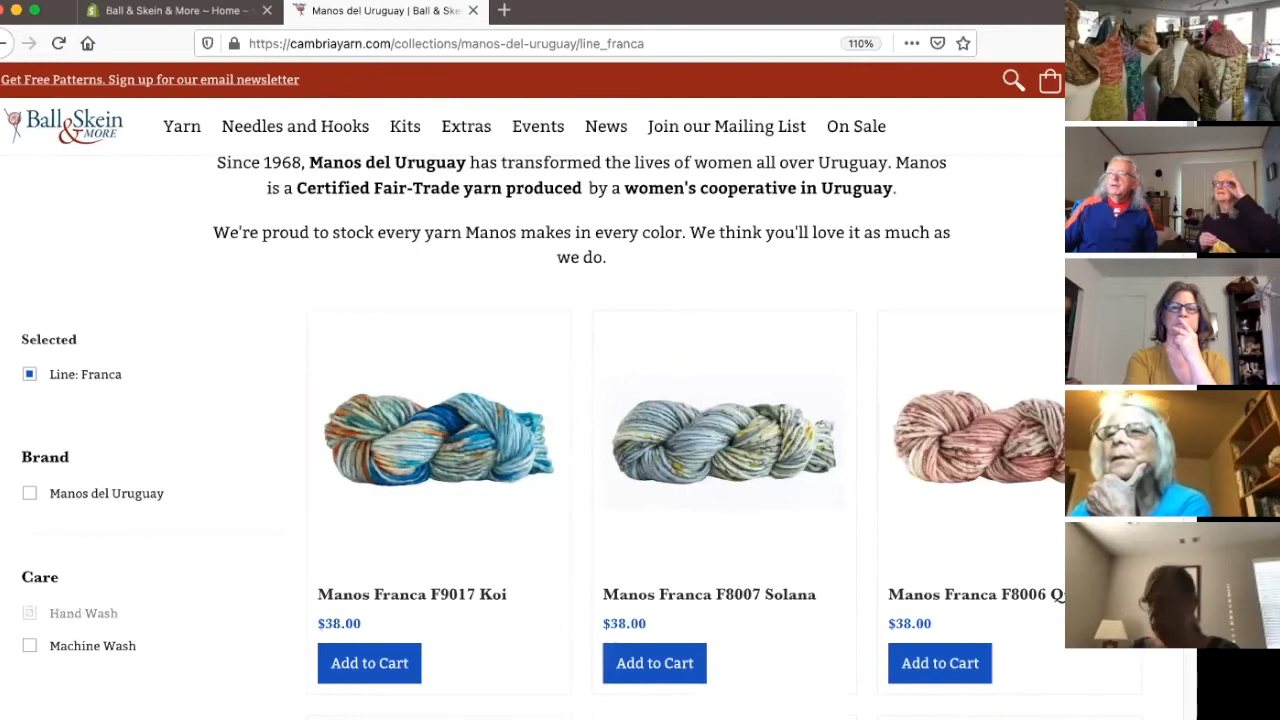 Ball & Skein & More ~ Home ~
Manos del Uruguay | Ball & Ske
https://cambriayarn.com/collections/manos-del-uruguay/line_franca
110%
Get Free Patterns. Sign up for our email newsletter
Ball & Skein
& MORE
Yarn Needles and Hooks Kits Extras Events News Join our Mailing List On Sale
Since 1968, Manos del Uruguay has transformed the lives of women all over Uruguay. Manos
is a Certified Fair-Trade yarn produced by a women's cooperative in Uruguay.
We're proud to stock every yarn Manos makes in every color. We think you'll love it as much as
we do.
Selected
Line: Franca
Brand
Manos del Uruguay
Care
Hand Wash
Machine Wash
Manos Franca F9017 Koi
$38.00
Add to Cart
Manos Franca F8007 Solana
$38.00
Add to Cart
Manos Franca F8006 Q
$38.00
Add to Cart